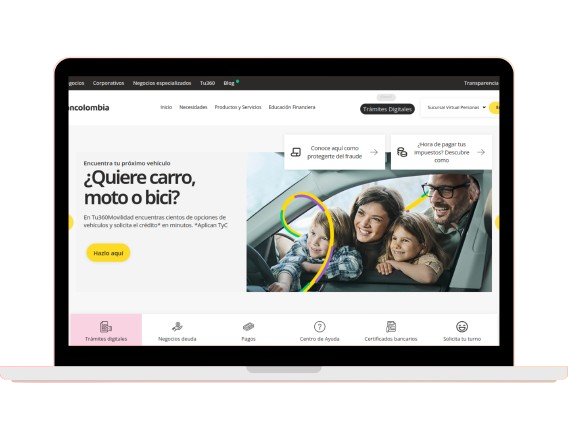 gocios Corporativos Negocios especializados Tu360 Blog Transparencia
ncolombia Inicio Necesidades Productos y Servicios Educación Financiera Trámites Digitales Sucursal Virtual Personas
Conoce aquí como
protegerte del fraude
¿Hora de pagar tus
impuestos? Descubre
como
Encuentra tu próximo vehículo
¿Quiere carro,
moto o bici?
En Tu360Movilidad encuentras cientos de opciones de
vehículos y solicita el crédito* en minutos. *Aplican TyC
Hazlo aquí
Trámites digitales Negocios deuda Pagos Centro de Ayuda Certificados bancarios Solicita tu turno